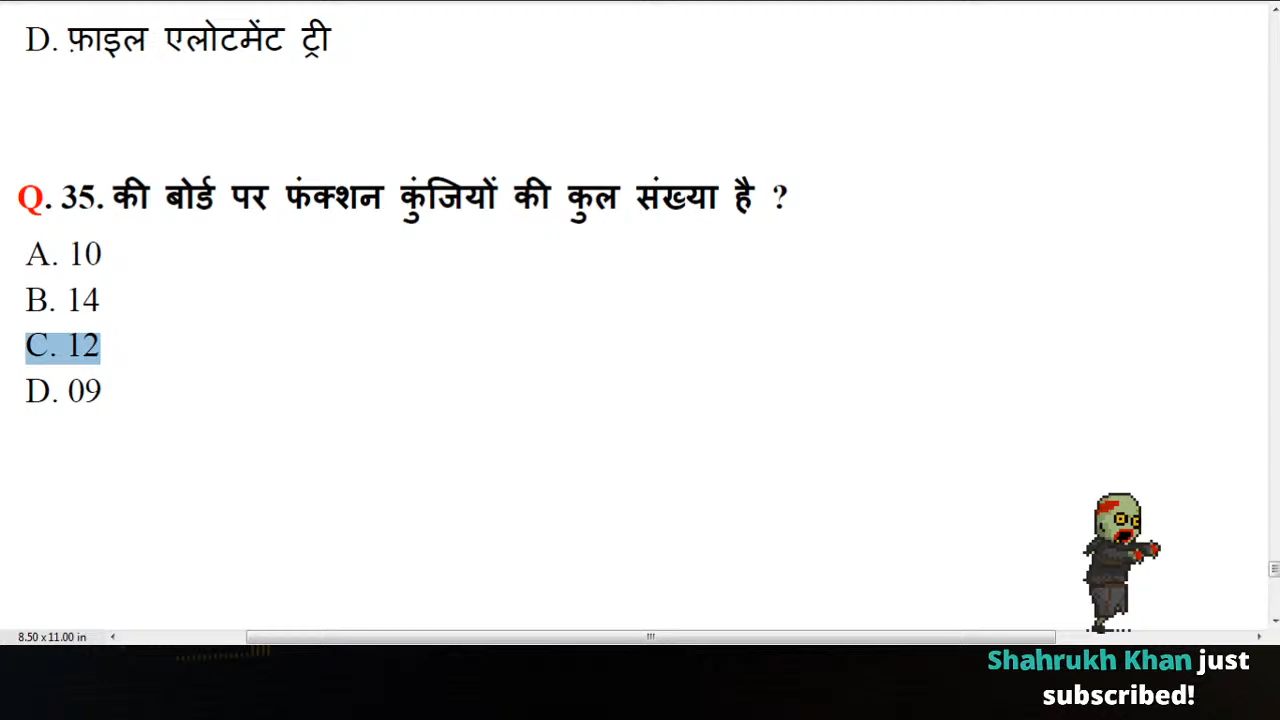 D. फ़ाइल एलोटमेंट ट्री
Q. 35. की बोर्ड पर फंक्शन कुंजियों की कुल संख्या है ?
A. 10
B. 14
C. 12
D. 09
8.50 x 11.00 in
Shahrukh Khan just
subscribed!